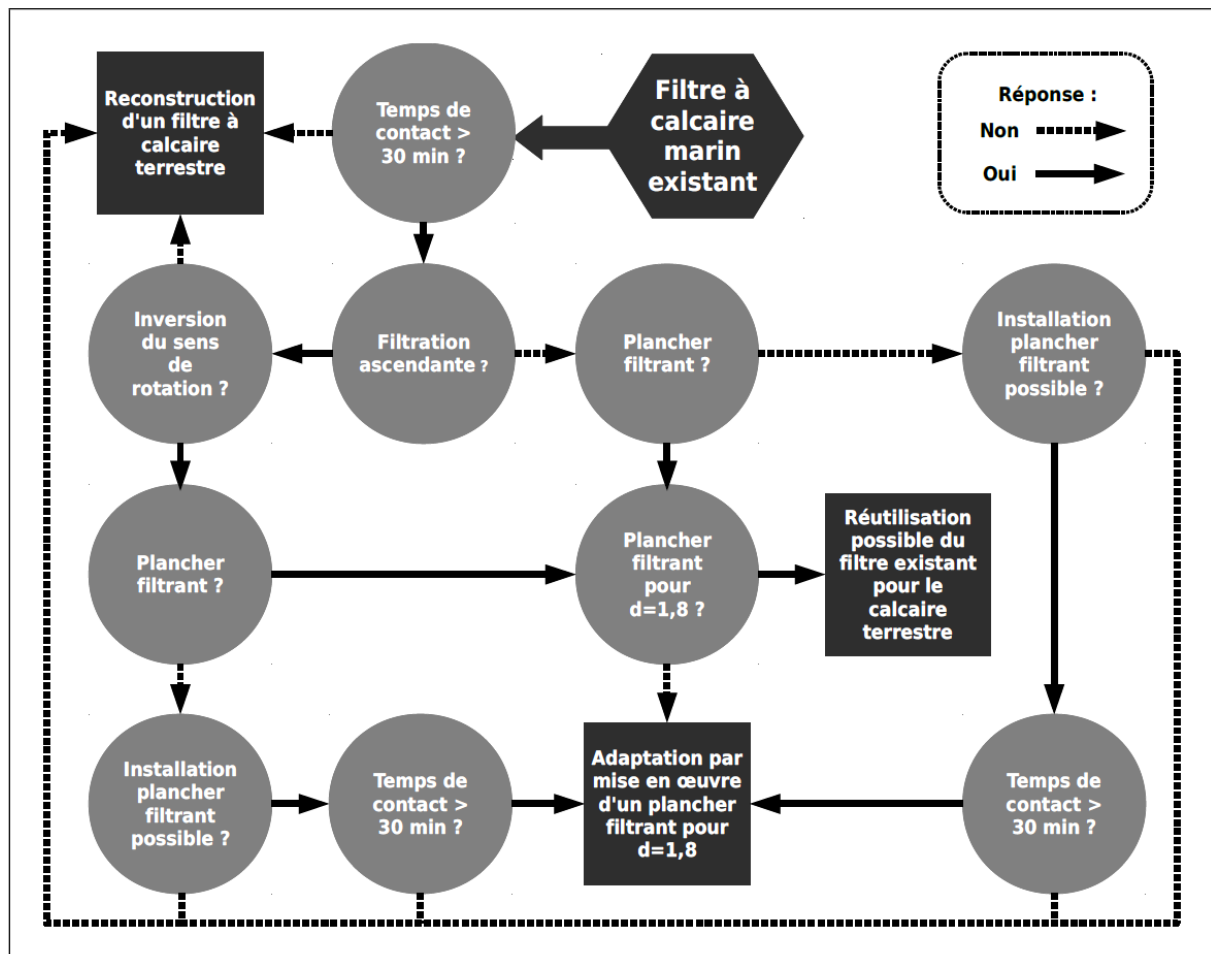 Reconstruction
d'un filtre à
calcaire
terrestre
Temps de
contact >
30 min ?
Filtre à
calcaire
marin
existant
Réponse :
Non
Oui
Inversion
du sens
de
rotation ?
Filtration
ascendante ?
Plancher
filtrant ?
Installation
plancher
filtrant
possible ?
Plancher
filtrant ?
Plancher
filtrant
pour
d=1,8 ?
Réutilisation
possible du
filtre existant
pour le
calcaire
terrestre
Installation
plancher
filtrant
possible ?
Temps de
contact >
30 min ?
Adaptation par
mise en œuvre
d'un plancher
filtrant pour
d=1,8
Temps de
contact >
30 min ?